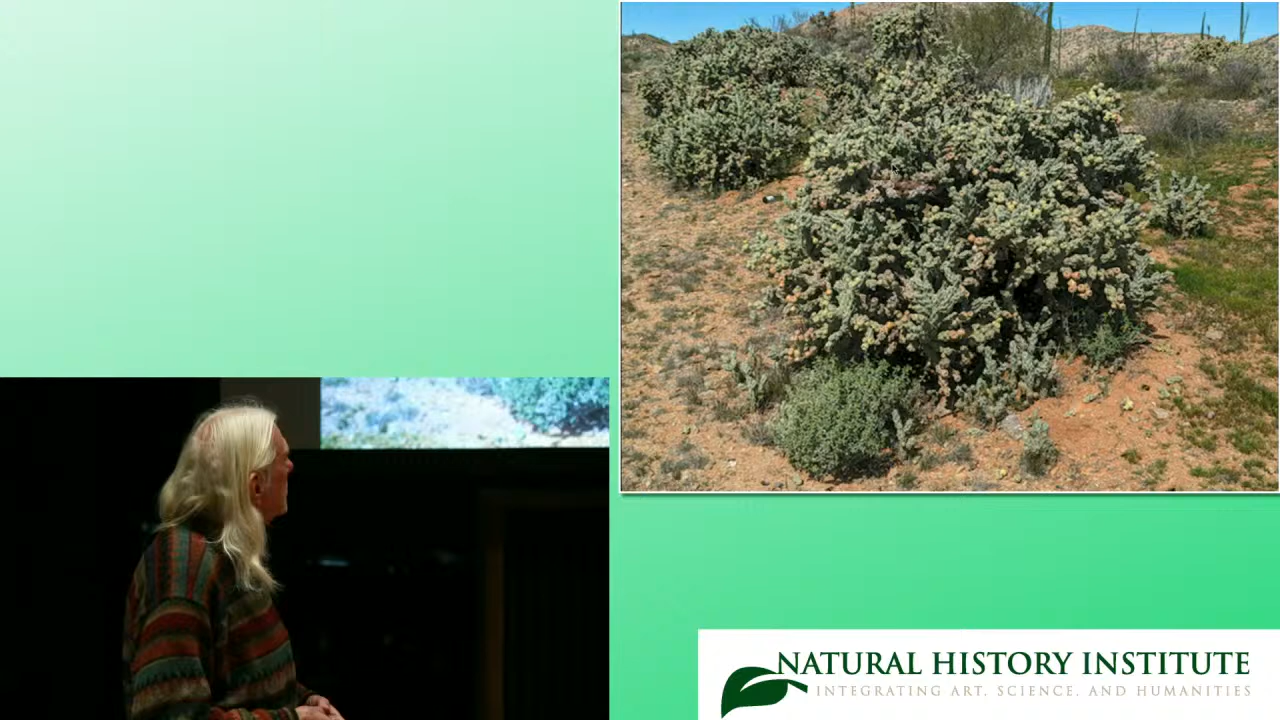 NATURAL HISTORY INSTITUTE
INTEGRATING ART, SCIENCE, AND HUMANITIES